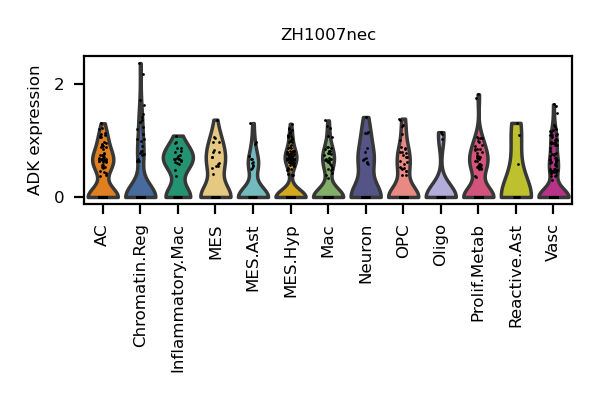 ZH1007nec
ADK expression
2
0
AC
Chromatin.Reg
Inflammatory.Mac
MES
MES.Ast
MES.Hyp
Mac
Neuron
OPC
Oligo
Prolif.Metab
Reactive.Ast
Vasc